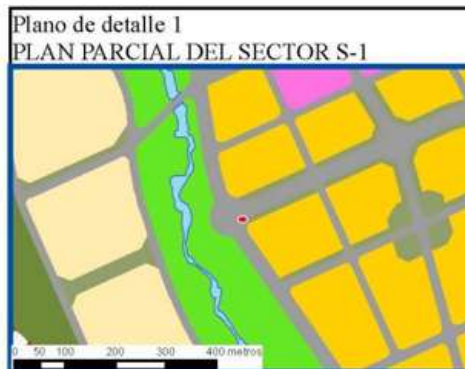 Plano de detalle 1
PLAN PARCIAL DEL SECTOR S-1
0 50 100 200 300 400 metros